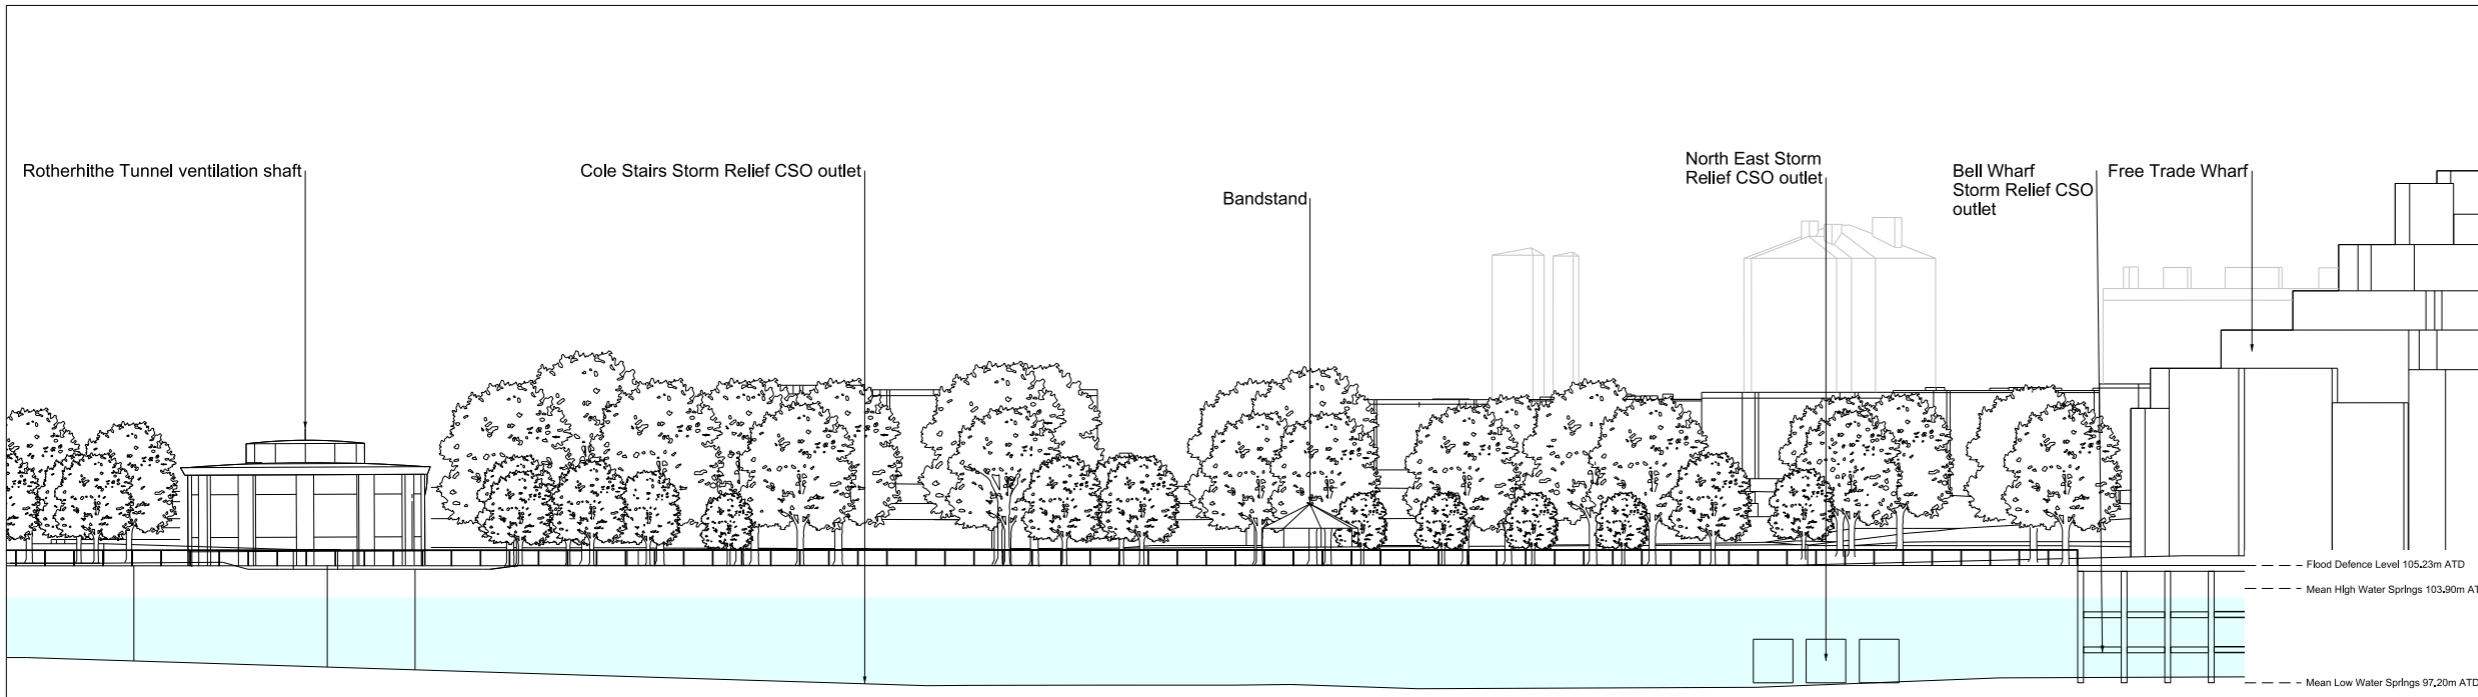 Rotherhithe Tunnel ventilation shaft
Cole Stairs Storm Relief CSO outlet
Bandstand
North East Storm
Relief CSO outlet
Bell Wharf
Storm Relief CSO
outlet
Free Trade Wharf
Flood Defence Level 105.23m ATD
Mean High Water Springs 103.90m AT
Mean Low Water Springs 97.20m ATD